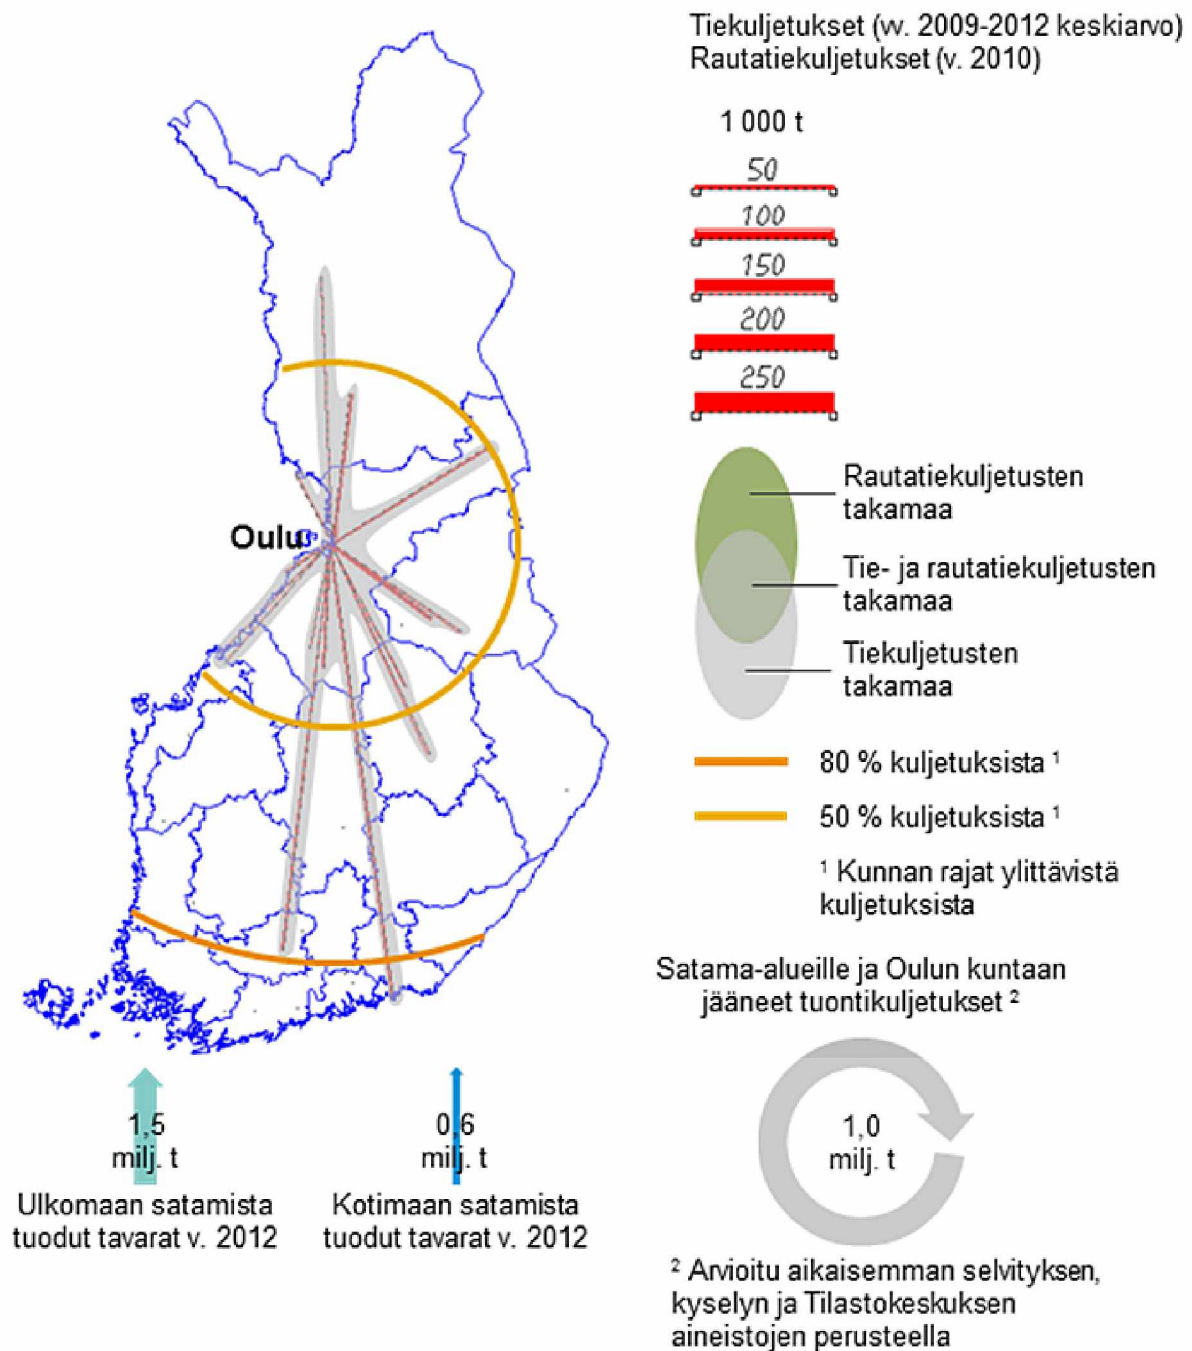 Tiekuljetukset (vv. 2009-2012 keskiarvo)
Rautatiekuljetukset (v. 2010)
1 000 t
50
100
150
200
250
Rautatiekuljetusten
takamaa
Tie- ja rautatiekuljetusten
takamaa
Tiekuljetusten
takamaa
80 % kuljetuksista ¹
50 % kuljetuksista ¹
¹ Kunnan rajat ylittävistä
kuljetuksista
Oulu
Satama-alueille ja Oulun kuntaan
jääneet tuontikuljetukset ²
1,0
milj. t
² Arvioitu aikaisemman selvityksen,
kyselyn ja Tilastokeskuksen
aineistojen perusteella
1,5
milj. t
Ulkomaan satamista
tuodut tavarat v. 2012
0,6
milj. t
Kotimaan satamista
tuodut tavarat v. 2012